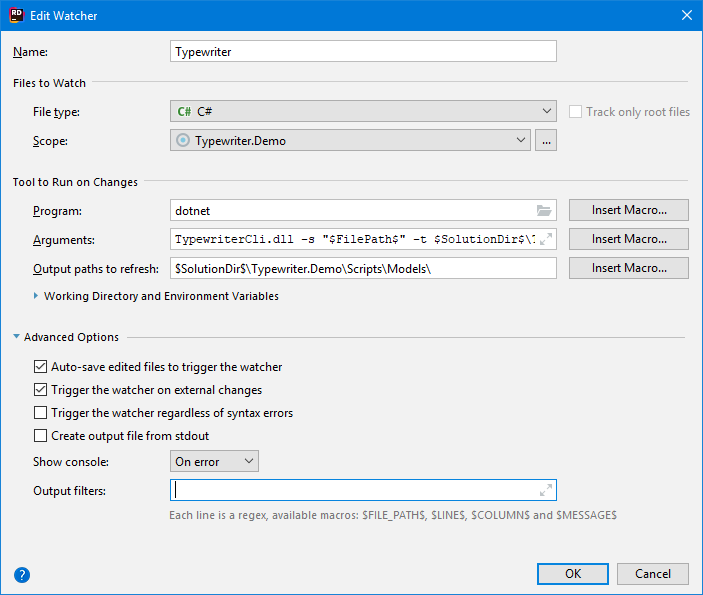 RD Edit Watcher
Name: Typewriter
Files to Watch
File type: C# C# Track only root files
Scope: Typewriter.Demo ...
Tool to Run on Changes
Program: dotnet Insert Macro...
Arguments: TypewriterCli.dll -s "$FilePath$" -t $SolutionDir$\ Insert Macro...
Output paths to refresh: $SolutionDir$\Typewriter.Demo\Scripts\Models\ Insert Macro...
Working Directory and Environment Variables
Advanced Options
Auto-save edited files to trigger the watcher
Trigger the watcher on external changes
Trigger the watcher regardless of syntax errors
Create output file from stdout
Show console: On error
Output filters:
Each line is a regex, available macros: $FILE_PATH$, $LINE$, $COLUMN$ and $MESSAGE$
? OK Cancel